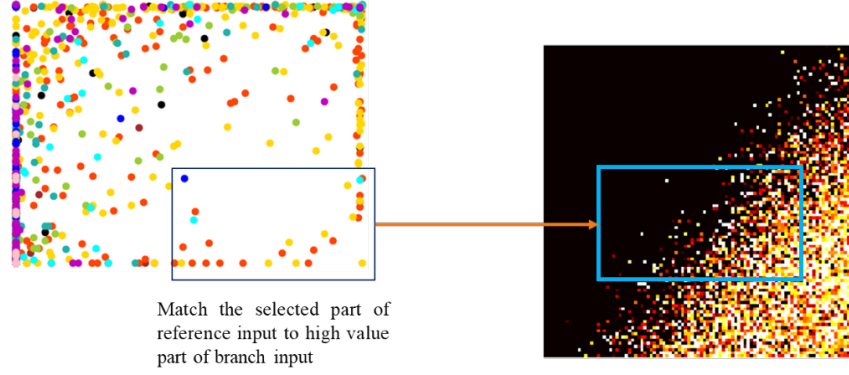 Match the selected part of
reference input to high value
part of branch input